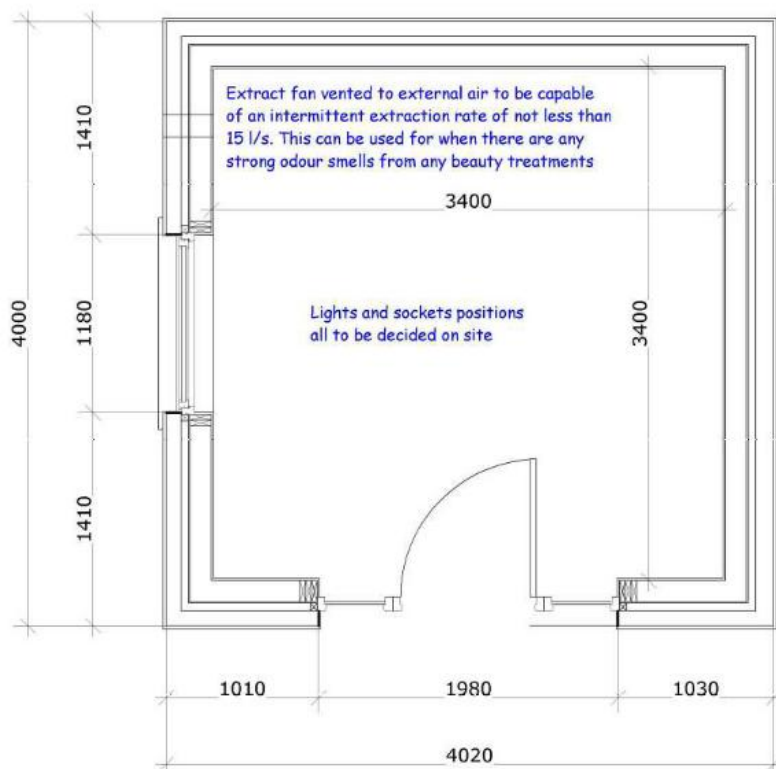 Extract fan vented to external air to be capable
of an intermittent extraction rate of not less than
15 l/s. This can be used for when there are any
strong odour smells from any beauty treatments
3400
Lights and sockets positions
all to be decided on site
3400
4000
1410
1180
1410
1010
1980
1030
4020